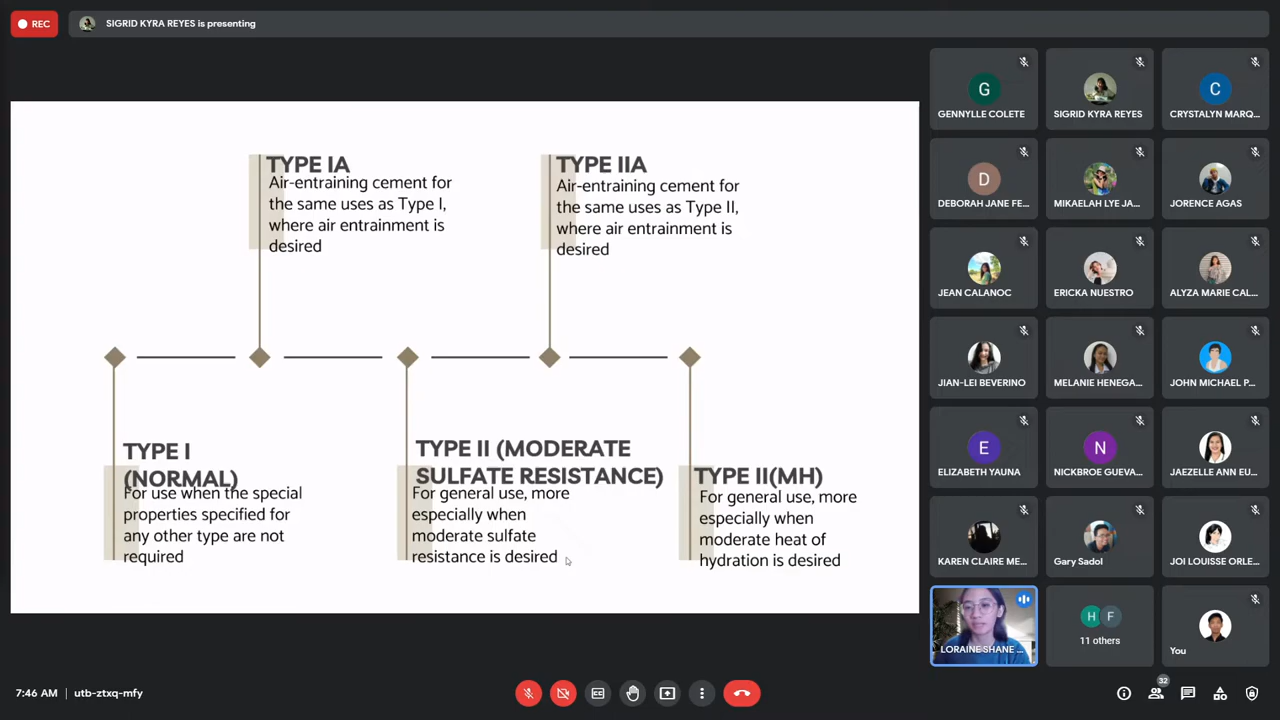 REC
SIGRID KYRA REYES is presenting
TYPE IA
Air-entraining cement for
the same uses as Type I,
where air entrainment is
desired
TYPE IIA
Air-entraining cement for
the same uses as Type II,
where air entrainment is
desired
TYPE I
(NORMAL)
For use when the special
properties specified for
any other type are not
required
TYPE II (MODERATE
SULFATE RESISTANCE)
For general use, more
especially when
moderate sulfate
resistance is desired
TYPE II(MH)
For general use, more
especially when
moderate heat of
hydration is desired
G
GENNYLLE COLETE
SIGRID KYRA REYES
C
CRYSTALYN MARQ...
D
DEBORAH JANE FE...
MIKAELAH LYE JA...
JORENCE AGAS
JEAN CALANOC
ERICKA NUESTRO
ALYZA MARIE CAL...
JIAN-LEI BEVERINO
MELANIE HENEGA...
JOHN MICHAEL P...
E
ELIZABETH YAUNA
N
NICKBROE GUEVA...
JAEZELLE ANN EU...
KAREN CLAIRE ME...
Gary Sadol
JOI LOUISSE ORLE...
LORAINE SHANE ...
H F
11 others
You
7:46 AM | utb-ztxq-mfy
32